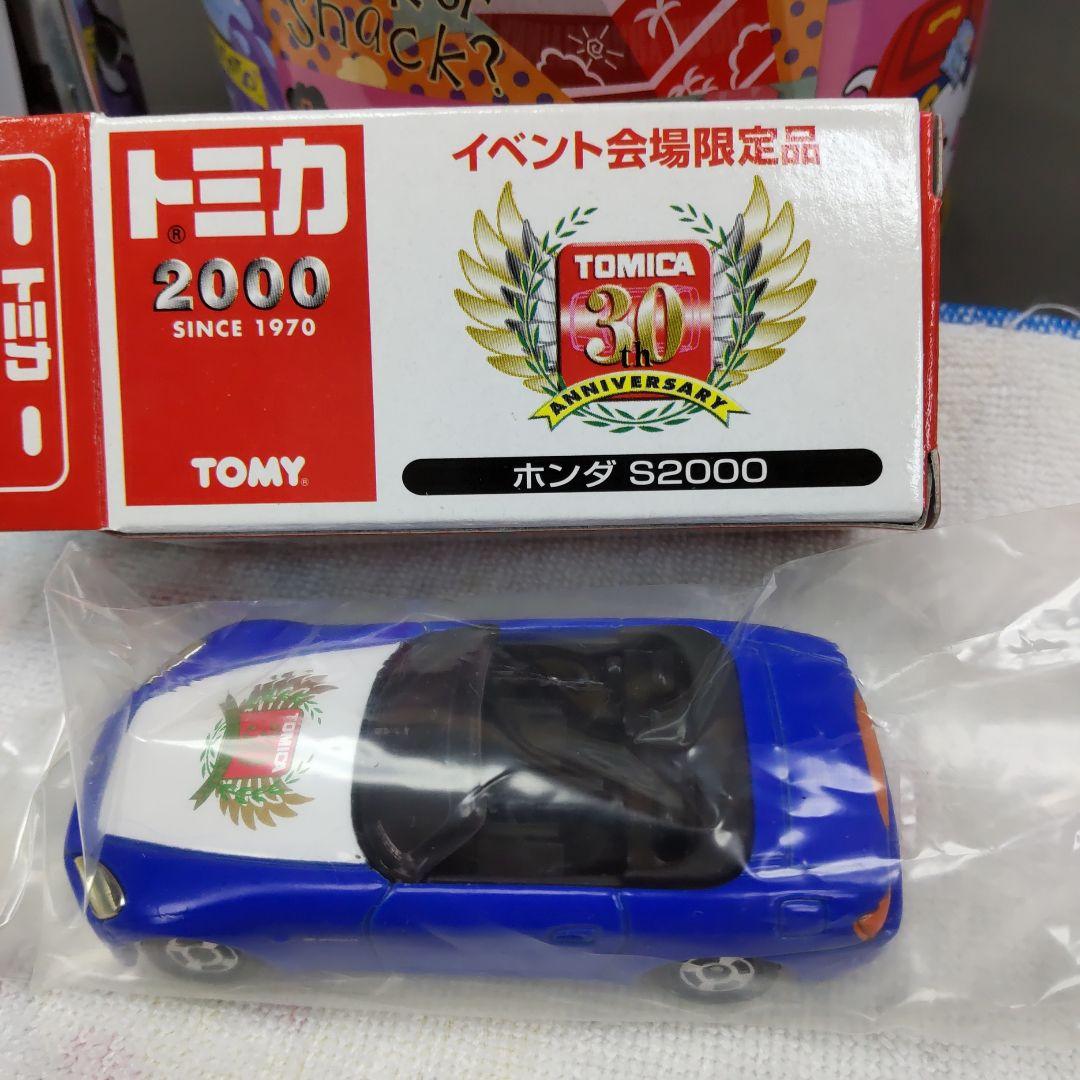 Snack?
トミカ®
2000
SINCE 1970
TOMY®
イベント会場限定品
TOMICA
30th
ANNIVERSARY
ホンダ S2000
トミカ
TOMICA